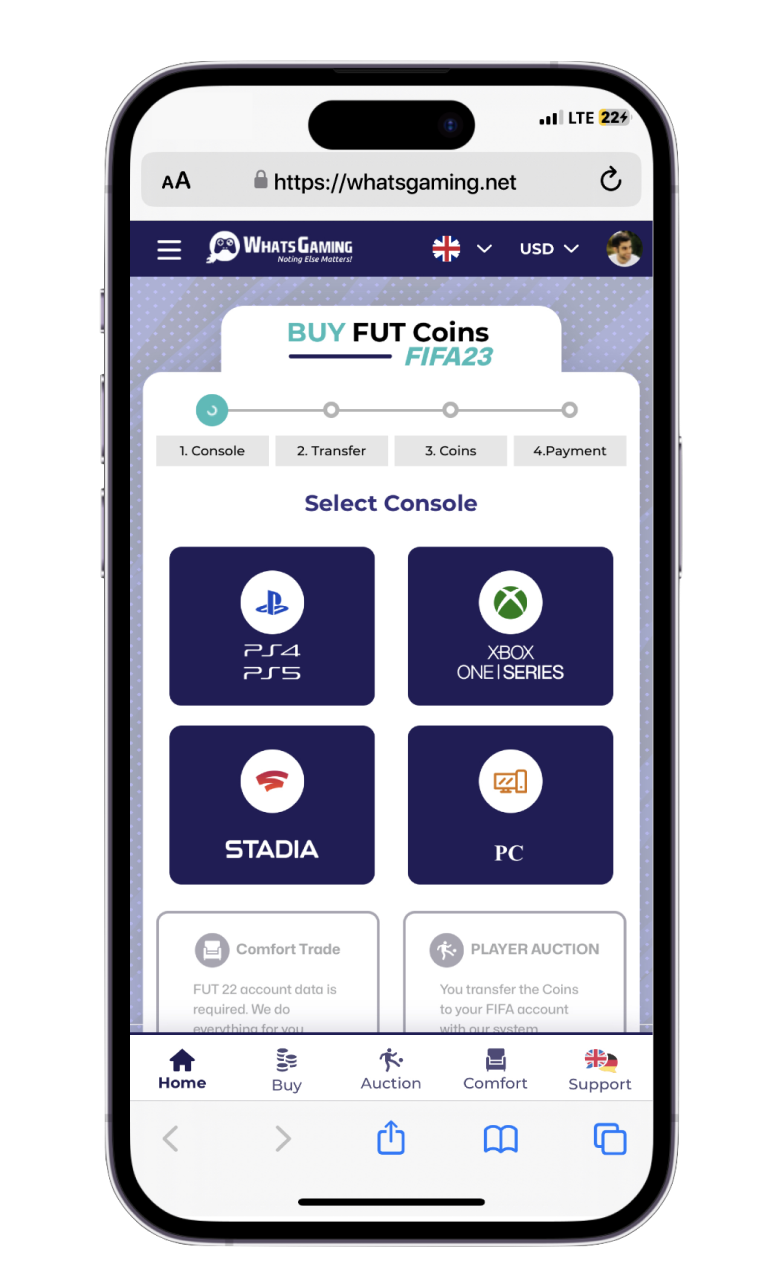 LTE 22
AA https://whatsgaming.net
WHATSGAMING USD
Noting Else Matters!
BUY FUT Coins
FIFA23
1. Console 2. Transfer 3. Coins 4.Payment
Select Console
PS4
PS5
XBOX
ONE|SERIES
STADIA
PC
Comfort Trade
FUT 22 account data is
required. We do
everything for you
PLAYER AUCTION
You transfer the Coins
to your FIFA account
with our system
Home Buy Auction Comfort Support